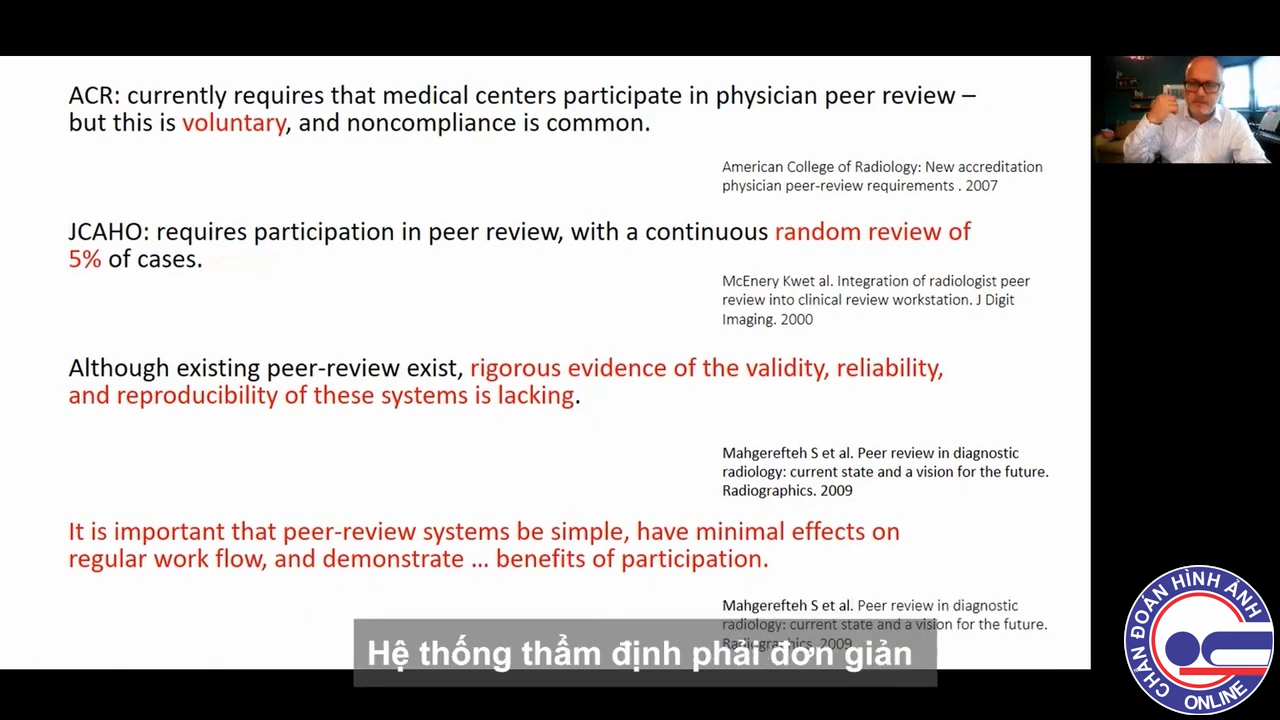 ACR: currently requires that medical centers participate in physician peer review –
but this is voluntary, and noncompliance is common.
American College of Radiology: New accreditation
physician peer-review requirements . 2007
JCAHO: requires participation in peer review, with a continuous random review of
5% of cases.
McEnery Kwet al. Integration of radiologist peer
review into clinical review workstation. J Digit
Imaging. 2000
Although existing peer-review exist, rigorous evidence of the validity, reliability,
and reproducibility of these systems is lacking.
Mahgerefteh S et al. Peer review in diagnostic
radiology: current state and a vision for the future.
Radiographics. 2009
It is important that peer-review systems be simple, have minimal effects on
regular work flow, and demonstrate ... benefits of participation.
Mahgerefteh S et al. Peer review in diagnostic
radiology: current state and a vision for the future.
Radiographics. 2009
Hệ thống thẩm định phải đơn giản
CHẨN ĐOÁN HÌNH ẢNH
ONLINE